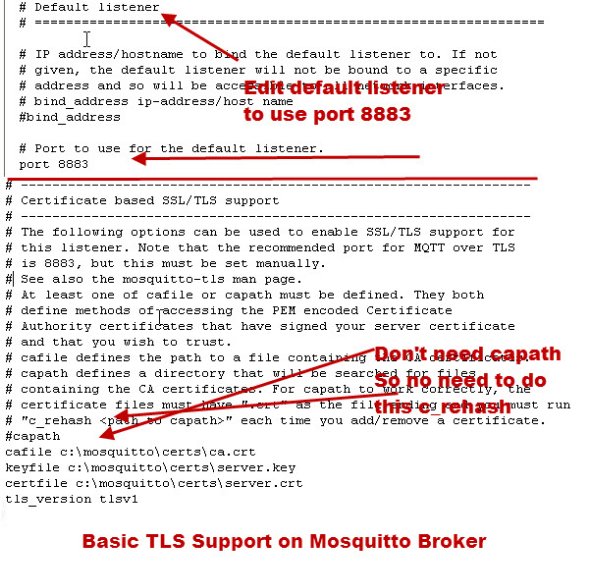 # Default listener
# =================================================================
# IP address/hostname to bind the default listener to. If not
# given, the default listener will not be bound to a specific
# address and so will be accessible to all network interfaces.
# bind_address ip-address/host name
#bind_address
Edit default listener
to use port 8883
# Port to use for the default listener.
port 8883
# -----------------------------------------------------------------
# Certificate based SSL/TLS support
# -----------------------------------------------------------------
# The following options can be used to enable SSL/TLS support for
# this listener. Note that the recommended port for MQTT over TLS
# is 8883, but this must be set manually.
# See also the mosquitto-tls man page.
# At least one of cafile or capath must be defined. They both
# define methods of accessing the PEM encoded Certificate
# Authority certificates that have signed your server certificate
# and that you wish to trust.
# cafile defines the path to a file containing the CA certificates.
# capath defines a directory that will be searched for files
# containing the CA certificates. For capath to work correctly, the
# certificate files must have ".crt" as the file ending and you must run
# "c_rehash <path to capath>" each time you add/remove a certificate.
Don't need capath
So no need to do
this c_rehash
#capath
cafile c:\mosquitto\certs\ca.crt
keyfile c:\mosquitto\certs\server.key
certfile c:\mosquitto\certs\server.crt
tls_version tlsv1
Basic TLS Support on Mosquitto Broker